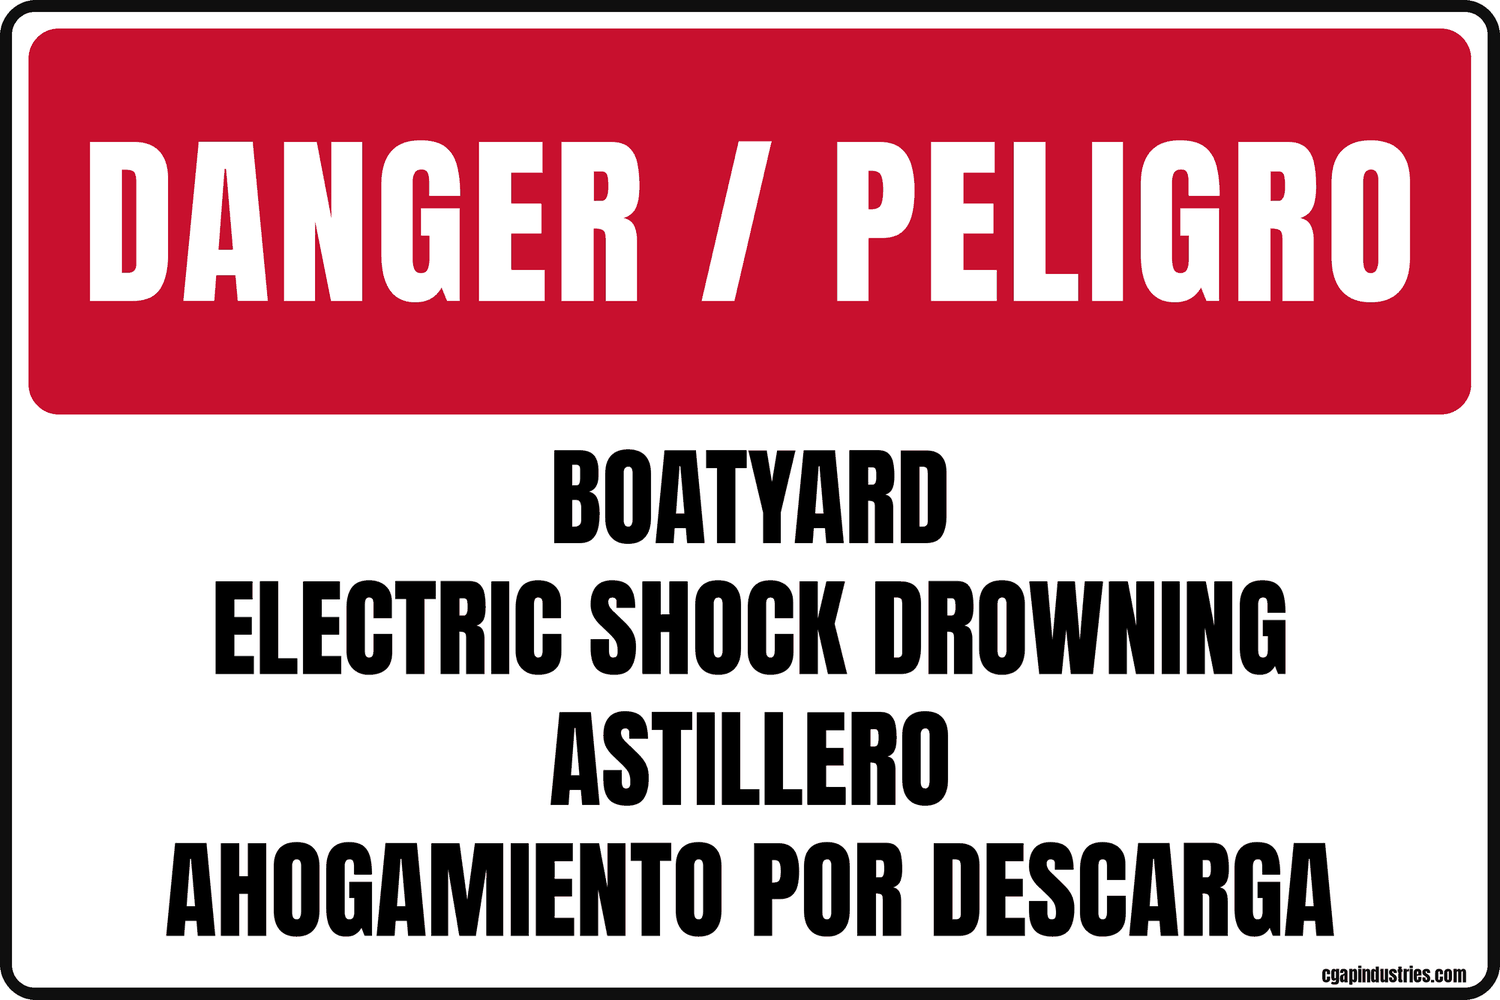 DANGER / PELIGRO
BOATYARD
ELECTRIC SHOCK DROWNING
ASTILLERO
AHOGAMIENTO POR DESCARGA
cgapindustries.com